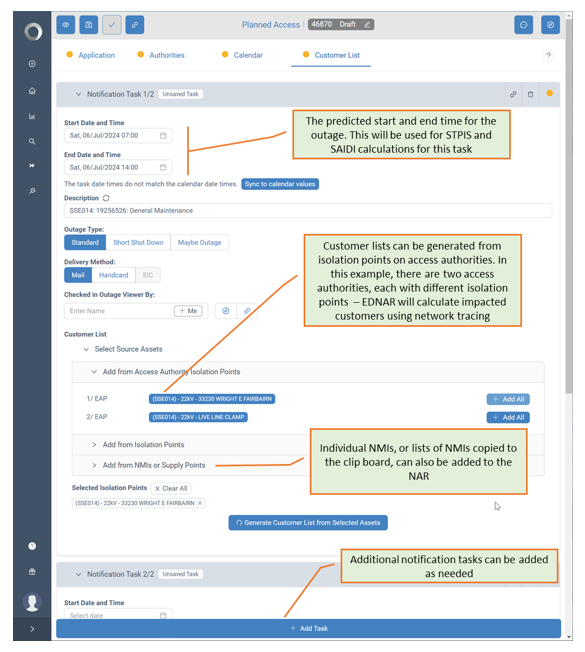 Planned Access
46870 Draft
Application
Authorities
Calendar
Customer List
?
Notification Task 1/2 Unsaved Task
Start Date and Time
Sat, 06/Jul/2024 07:00
End Date and Time
Sat, 06/Jul/2024 14:00
The task date times do not match the calendar date times. Sync to calendar values
The predicted start and end time for the
outage. This will be used for STPIS and
SAIDI calculations for this task
Description
SSE014: 19256526: General Maintenance
Outage Type:
Standard Short Shut Down Maybe Outage
Delivery Method:
Mail Handcard EIC
Checked in Outage Viewer By:
Enter Name + Me
Customer lists can be generated from
isolation points on access authorities. In
this example, there are two access
authorities, each with different isolation
points – EDNAR will calculate impacted
customers using network tracing
Customer List
Select Source Assets
Add from Access Authority Isolation Points
1/ EAP (SSE014) - 22kV - 33230 WRIGHT E FAIRBAIRN + Add All
2/ EAP (SSE014) - 22kV - LIVE LINE CLAMP + Add All
Add from Isolation Points
Add from NMIs or Supply Points
Individual NMIs, or lists of NMIs copied to
the clip board, can also be added to the
NAR
Selected Isolation Points × Clear All
(SSE014) - 22kV - 33230 WRIGHT E FAIRBAIRN ×
Generate Customer List from Selected Assets
Additional notification tasks can be added
as needed
Notification Task 2/2 Unsaved Task
Start Date and Time
Select date
+ Add Task
?